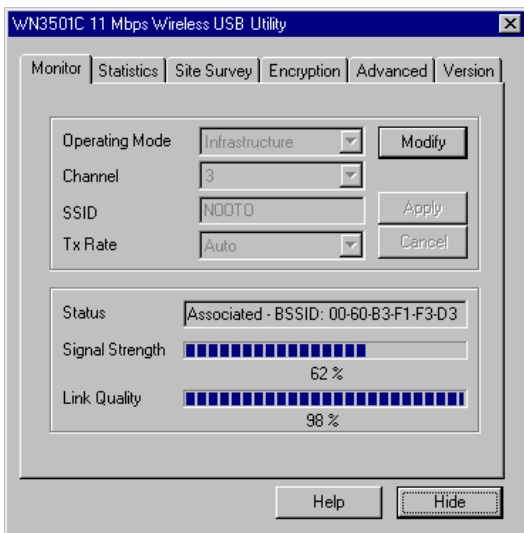 WN3501C 11 Mbps Wireless USB Utility
Monitor Statistics Site Survey Encryption Advanced Version
Operating Mode Infrastructure Modify
Channel 3
SSID N00T0 Apply
Tx Rate Auto Cancel
Status Associated - BSSID: 00-60-B3-F1-F3-D3
Signal Strength
62 %
Link Quality
98 %
Help Hide